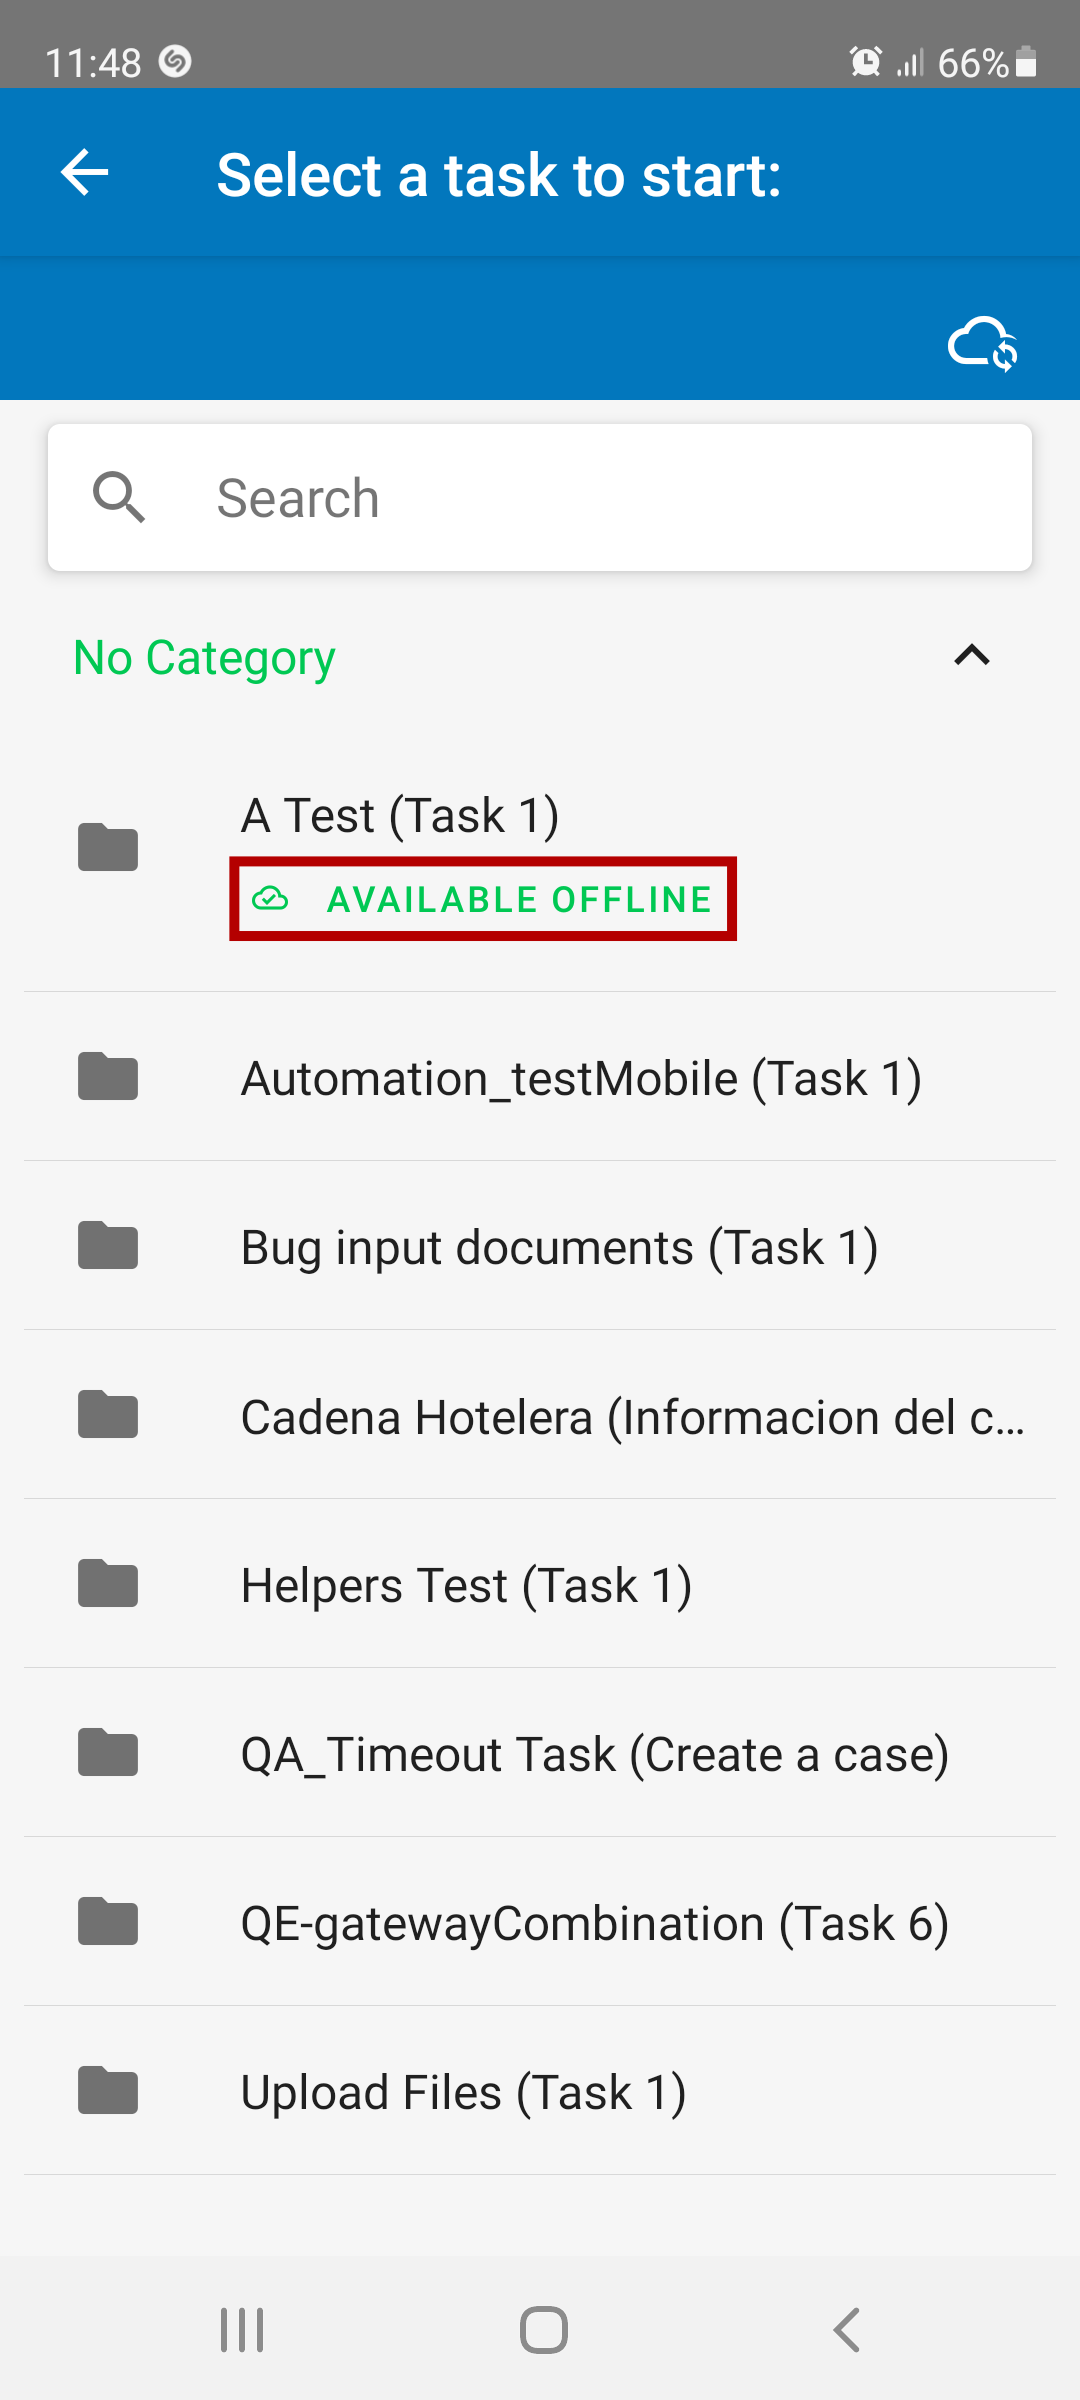 11:48
66%
Select a task to start:
Search
No Category
A Test (Task 1)
AVAILABLE OFFLINE
Automation_testMobile (Task 1)
Bug input documents (Task 1)
Cadena Hotelera (Informacion del c...
Helpers Test (Task 1)
QA_Timeout Task (Create a case)
QE-gatewayCombination (Task 6)
Upload Files (Task 1)